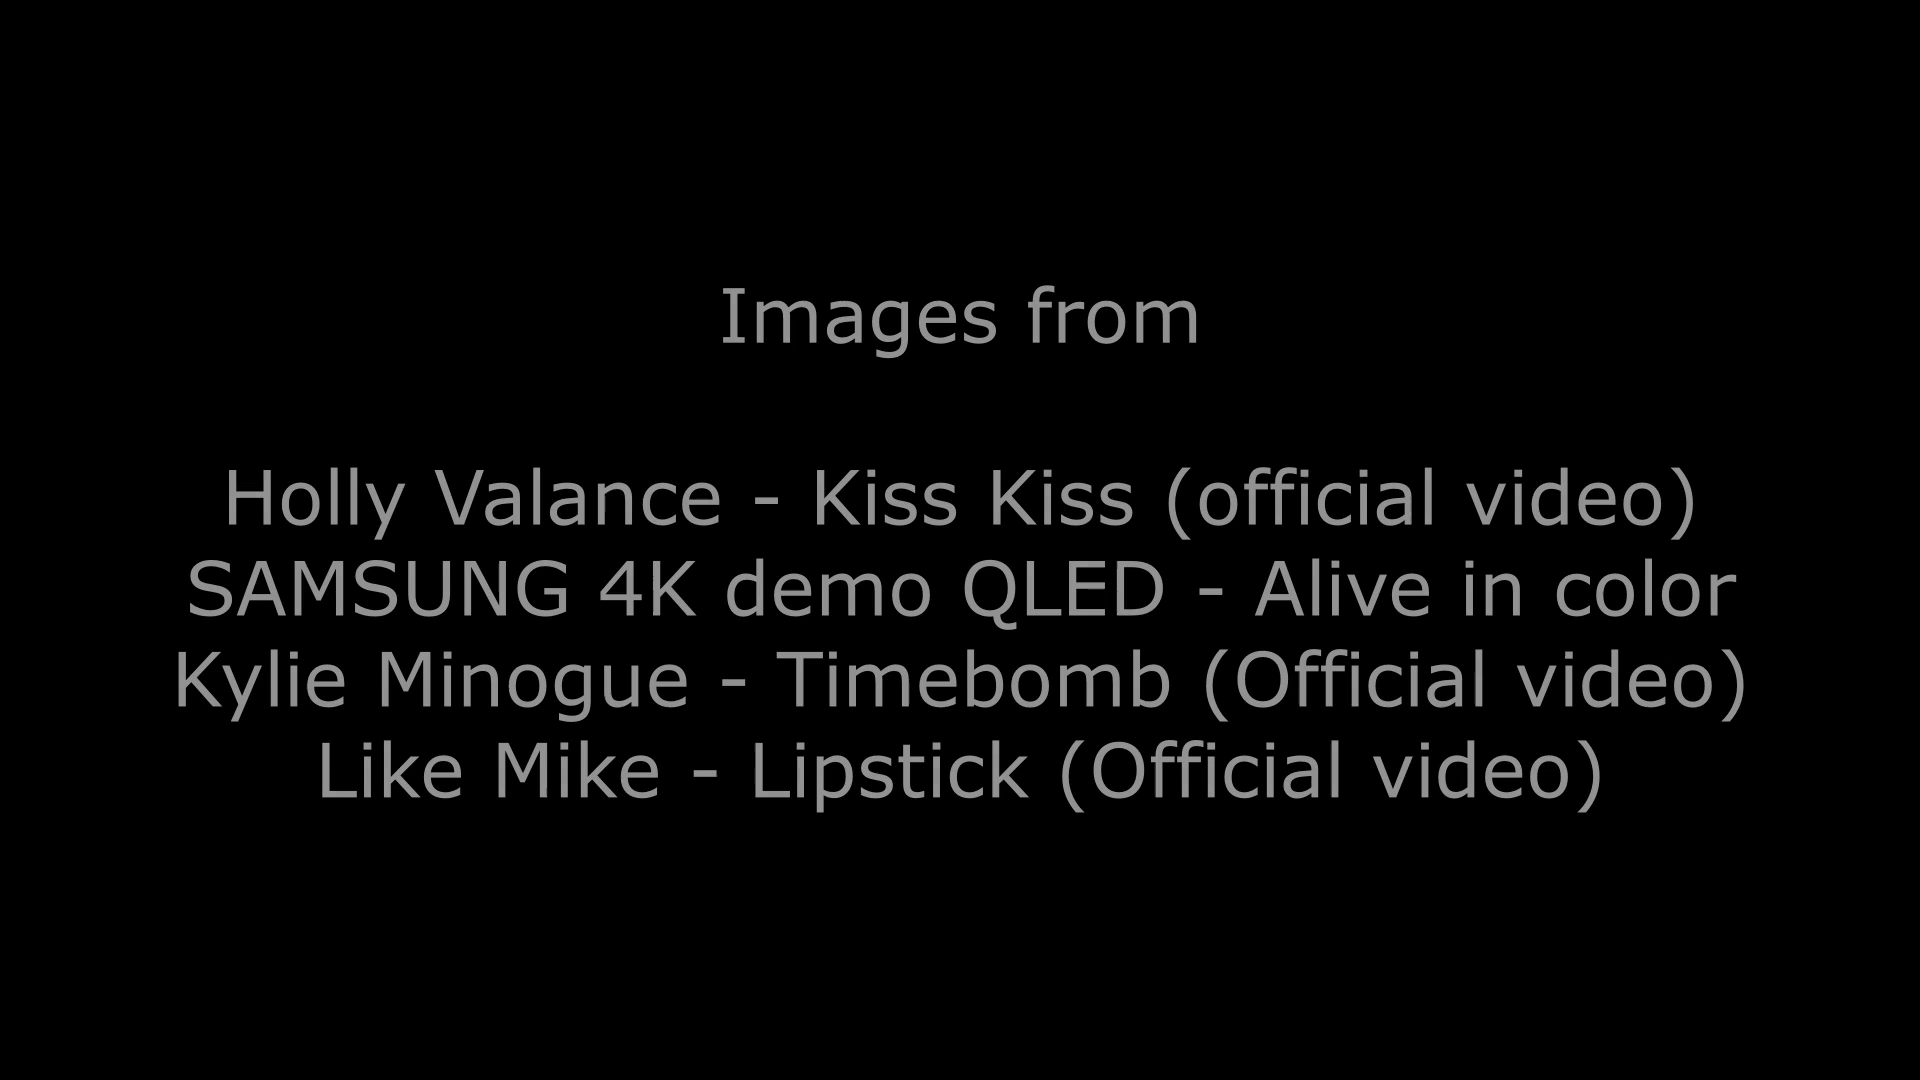 Images from
Holly Valance - Kiss Kiss (official video)
SAMSUNG 4K demo QLED - Alive in color
Kylie Minogue - Timebomb (Official video)
Like Mike - Lipstick (Official video)